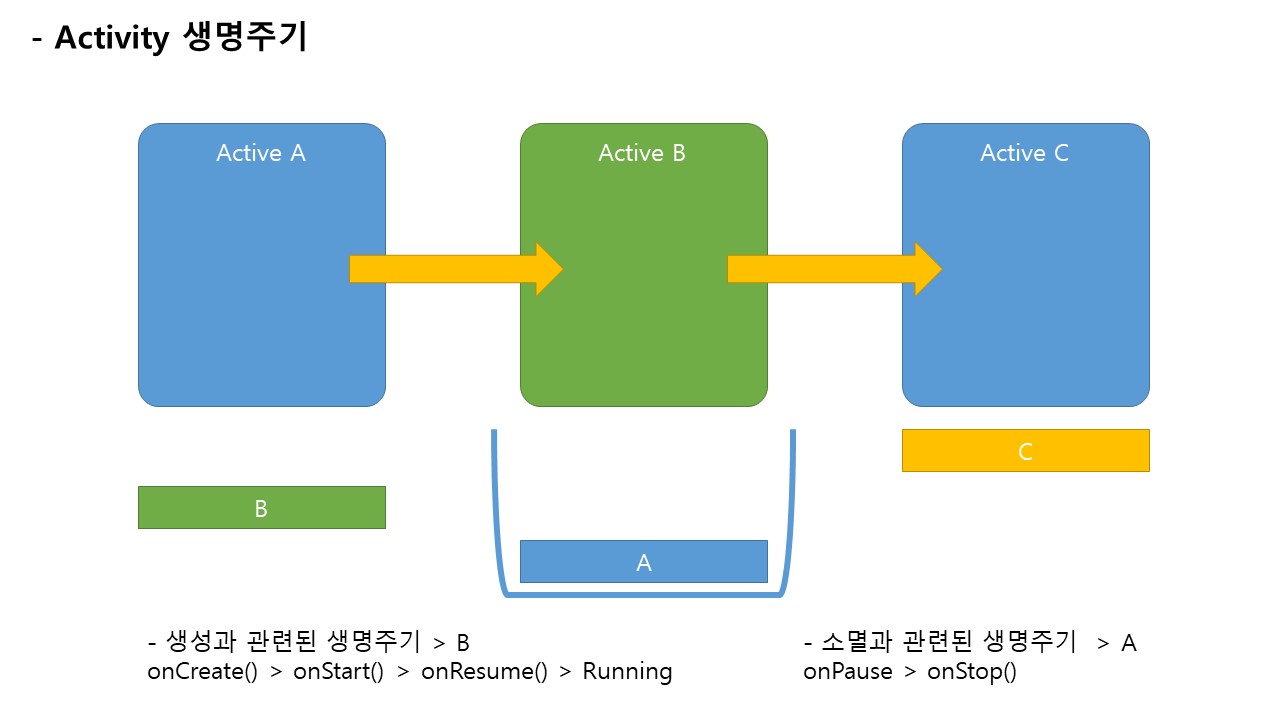 - Activity 생명주기
Active A
Active B
Active C
C
B
A
- 생성과 관련된 생명주기 > B
onCreate() > onStart() > onResume() > Running
- 소멸과 관련된 생명주기 > A
onPause > onStop()